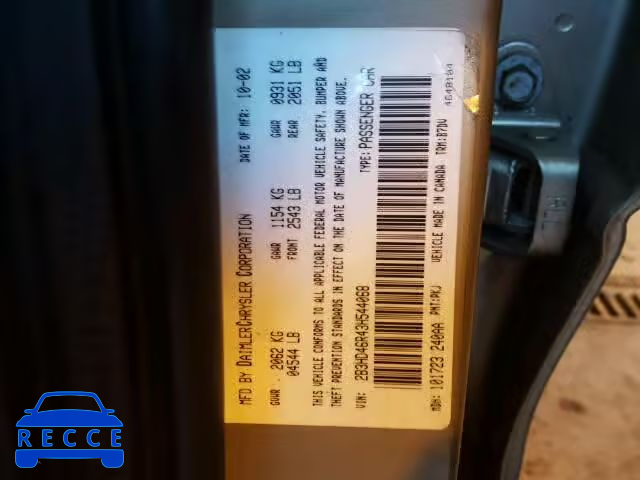 MFD BY DAIMLERCHRYSLER CORPORATION DATE OF MFR: 10-02
GVWR . 2062 KG GAWR 1154 KG GAWR 0931 KG
04544 LB FRONT 2543 LB REAR 2051 LB
THIS VEHICLE CONFORMS TO ALL APPLICABLE FEDERAL MOTOR VEHICLE SAFETY, BUMPER AND
THEFT PREVENTION STANDARDS IN EFFECT ON THE DATE OF MANUFACTURE SHOWN ABOVE.
VIN: 2B3HD46R43H544068 TYPE: PASSENGER CAR
MDH: 101723 240AA PNT: PKJ VEHICLE MADE IN CANADA TRM: B7DV
4648104
RECCE